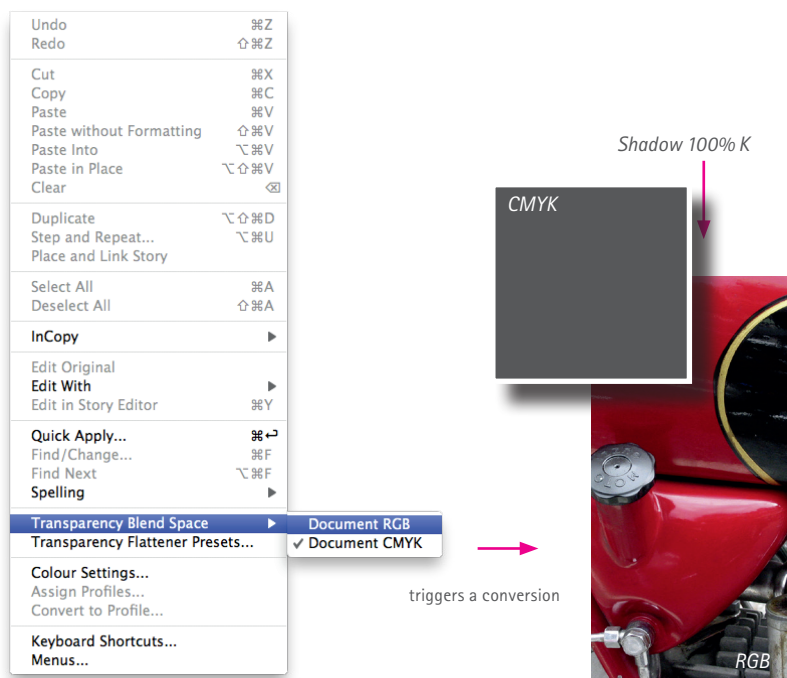 Undo ⌘Z
Redo ⇧⌘Z
Cut ⌘X
Copy ⌘C
Paste ⌘V
Paste without Formatting ⇧⌘V
Paste Into ⌥⌘V
Paste in Place ⌥⇧⌘V
Clear ⌫
Duplicate ⌥⇧⌘D
Step and Repeat... ⌥⌘U
Place and Link Story
Select All ⌘A
Deselect All ⇧⌘A
InCopy
Edit Original
Edit With
Edit in Story Editor ⌘Y
Quick Apply... ⌘↩
Find/Change... ⌘F
Find Next ⌥⌘F
Spelling
Transparency Blend Space
Transparency Flattener Presets...
Colour Settings...
Assign Profiles...
Convert to Profile...
Keyboard Shortcuts...
Menus...
Document RGB
✓ Document CMYK
triggers a conversion
Shadow 100% K
CMYK
RGB